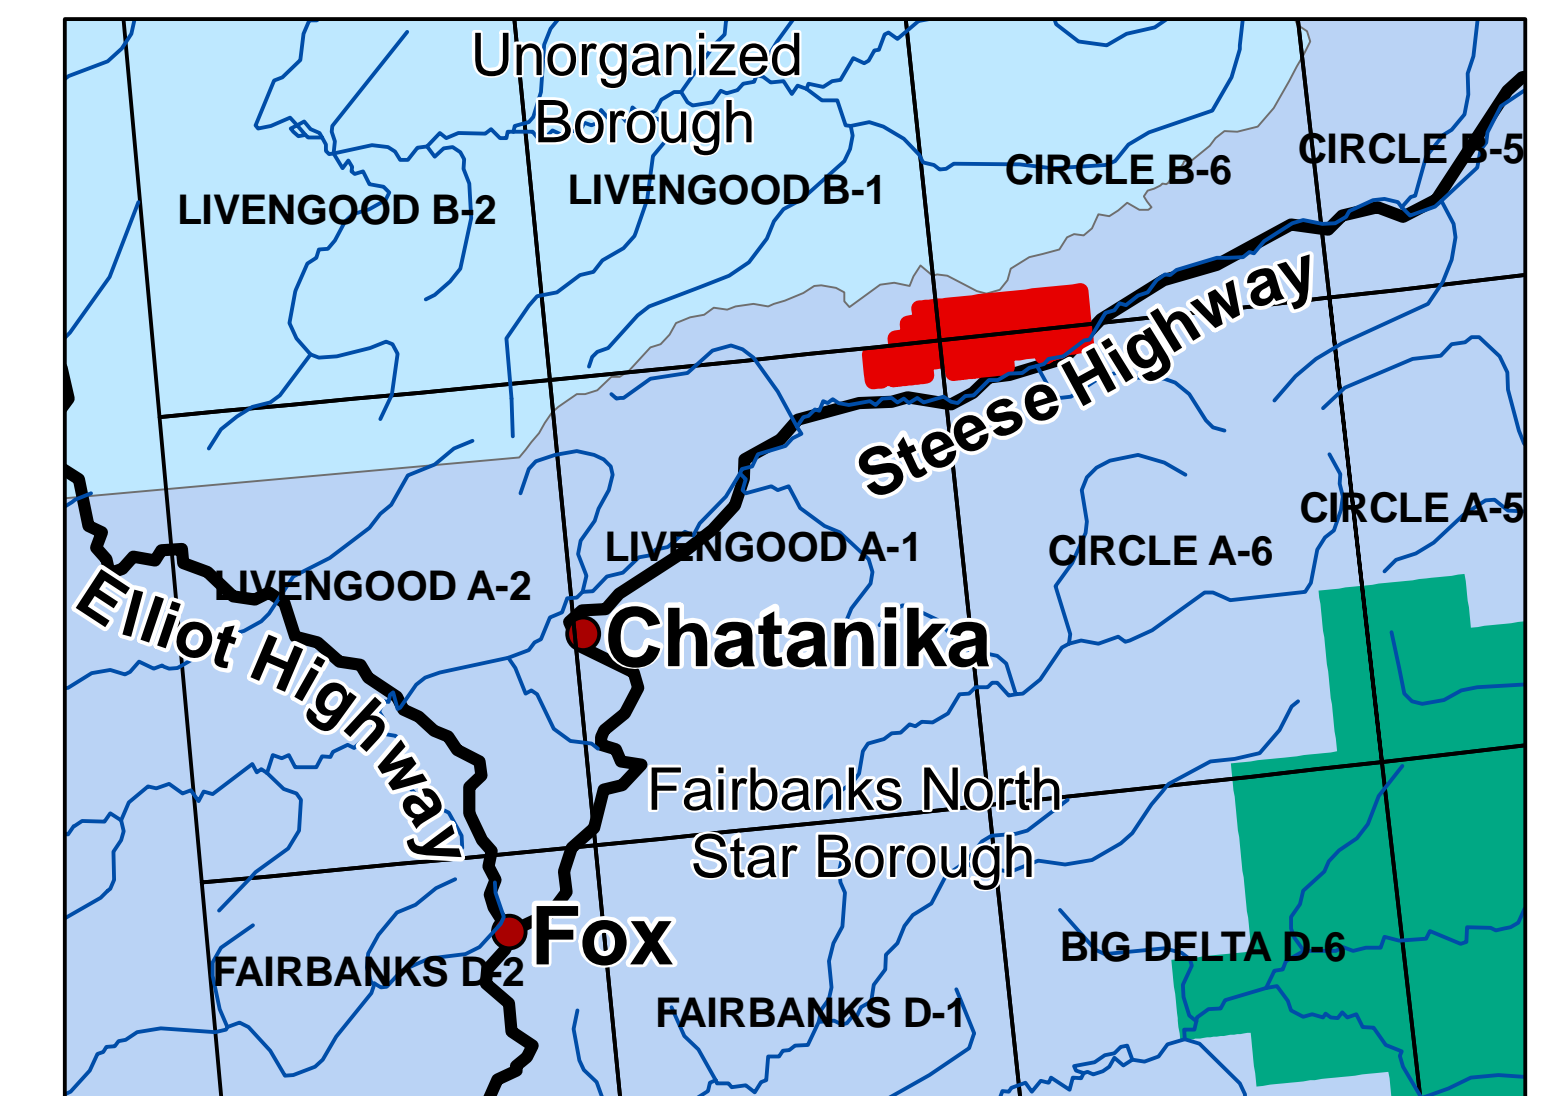 Unorganized
Borough
CIRCLE B-5
CIRCLE B-6
LIVENGOOD B-1
LIVENGOOD B-2
Steese Highway
CIRCLE A-5
LIVENGOOD A-1
CIRCLE A-6
LIVENGOOD A-2
Elliot Highway
Chatanika
Fairbanks North
Star Borough
Fox
BIG DELTA D-6
FAIRBANKS D-2
FAIRBANKS D-1